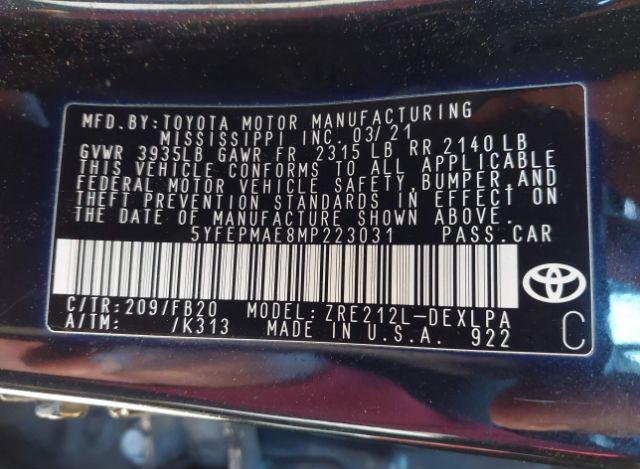 MFD.BY:TOYOTA MOTOR MANUFACTURING
MISSISSIPPI INC. 03/21
GVWR 3935LB GAWR FR 2315 LB RR 2140 LB
THIS VEHICLE CONFORMS TO ALL APPLICABLE
FEDERAL MOTOR VEHICLE SAFETY,BUMPER,AND
THEFT PREVENTION STANDARDS IN EFFECT ON
THE DATE OF MANUFACTURE SHOWN ABOVE.
5YFEPMAE8MP223031 PASS.CAR
C/TR:209/FB20 MODEL:ZRE212L-DEXLPA
A/TM: /K313 MADE IN U.S.A. 922
C